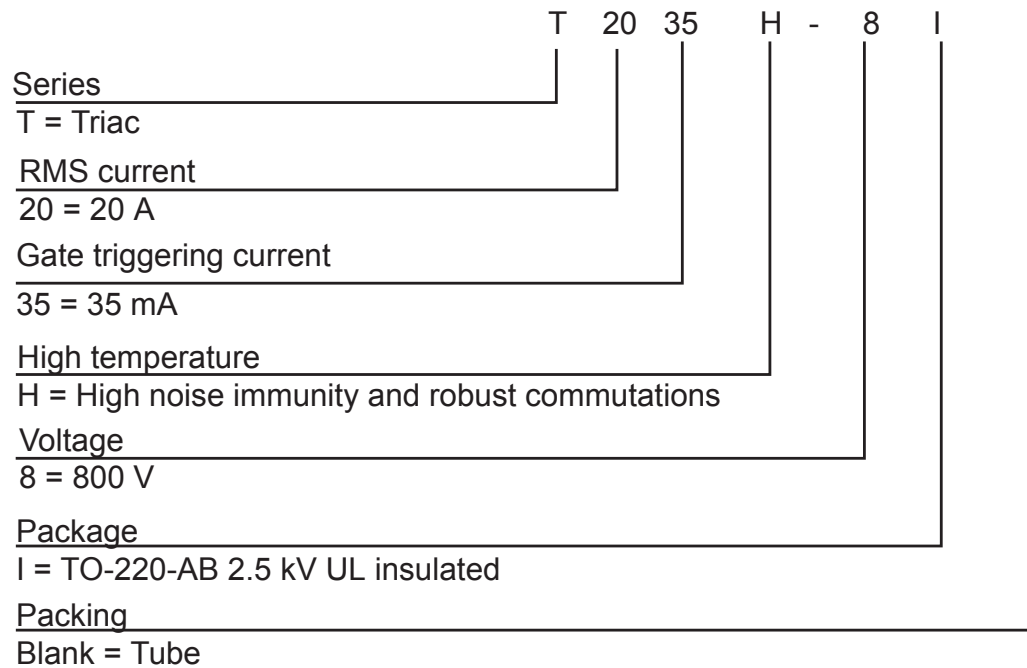 T 20 35 H - 8 I
Series
T = Triac
RMS current
20 = 20 A
Gate triggering current
35 = 35 mA
High temperature
H = High noise immunity and robust commutations
Voltage
8 = 800 V
Package
I = TO-220-AB 2.5 kV UL insulated
Packing
Blank = Tube